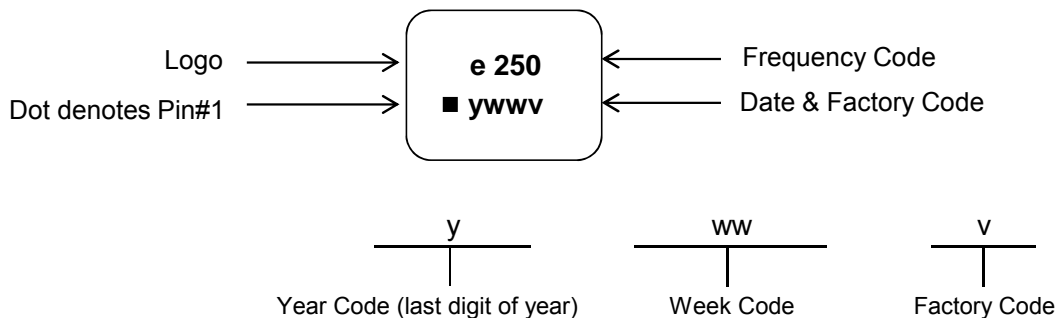 Logo
e 250
Frequency Code
Dot denotes Pin#1
■ ywwv
Date & Factory Code
y
ww
v
Year Code (last digit of year)
Week Code
Factory Code